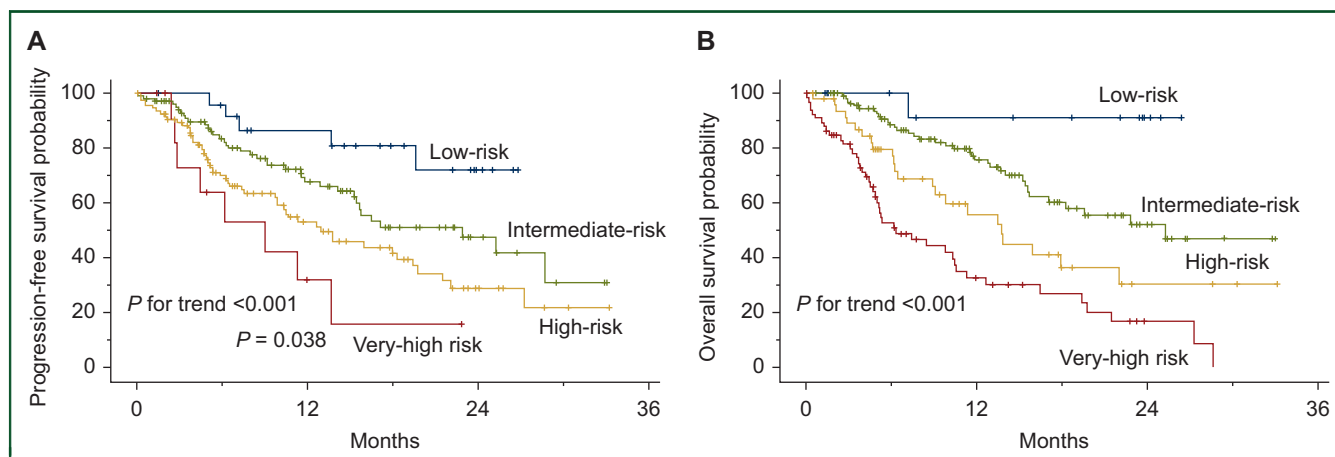 A
Progression-free survival probability
100
80
60
40
20
0
Low-risk
Intermediate-risk
High-risk
Very-high risk
P for trend <0.001
P = 0.038
0 12 24 36
Months
B
Overall survival probability
100
80
60
40
20
0
Low-risk
Intermediate-risk
High-risk
Very-high risk
P for trend <0.001
0 12 24 36
Months